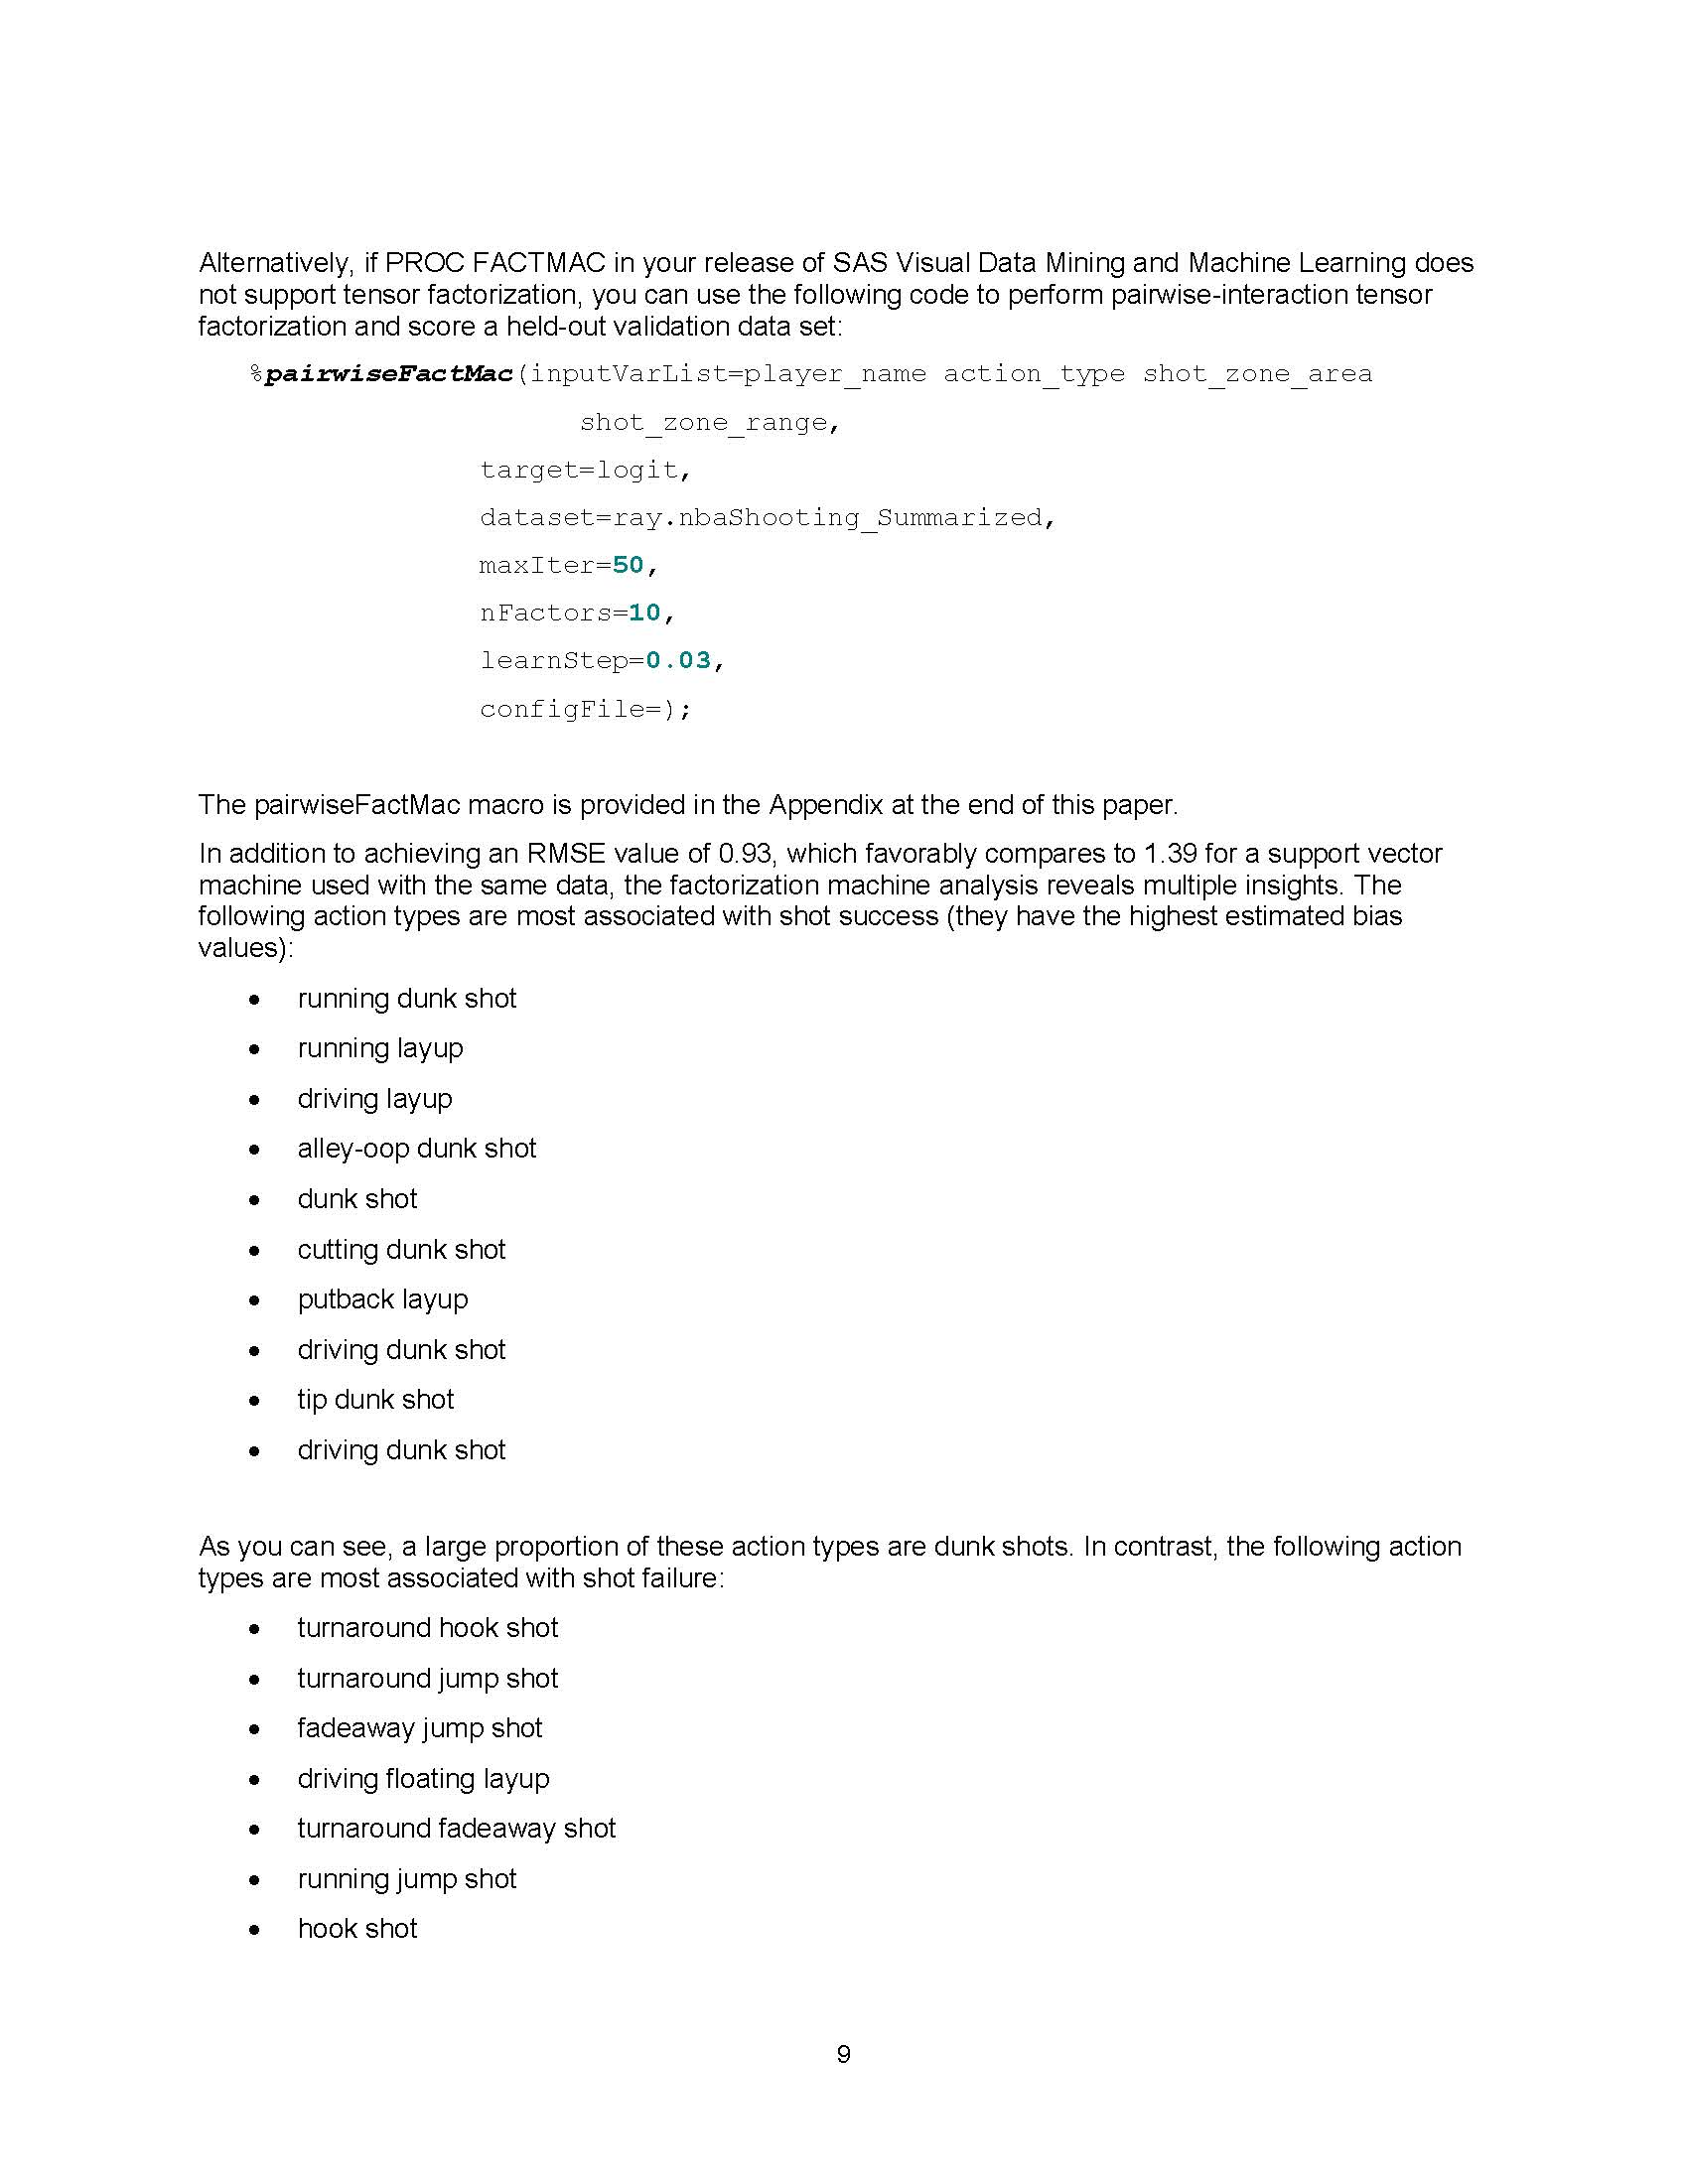 Alternatively, if PROC FACTMAC in your release of SAS Visual Data Mining and Machine Learning does
not support tensor factorization, you can use the following code to perform pairwise-interaction tensor
factorization and score a held-out validation data set:
%pairwiseFactMac(inputVarList=player_name action_type shot_zone_area
shot_zone_range,
target=logit,
dataset=ray.nbaShooting_Summarized,
maxIter=50,
nFactors=10,
learnStep=0.03,
configFile=);
The pairwiseFactMac macro is provided in the Appendix at the end of this paper.
In addition to achieving an RMSE value of 0.93, which favorably compares to 1.39 for a support vector
machine used with the same data, the factorization machine analysis reveals multiple insights. The
following action types are most associated with shot success (they have the highest estimated bias
values):
• running dunk shot
• running layup
• driving layup
• alley-oop dunk shot
• dunk shot
• cutting dunk shot
• putback layup
• driving dunk shot
• tip dunk shot
• driving dunk shot
As you can see, a large proportion of these action types are dunk shots. In contrast, the following action
types are most associated with shot failure:
• turnaround hook shot
• turnaround jump shot
• fadeaway jump shot
• driving floating layup
• turnaround fadeaway shot
• running jump shot
• hook shot
9